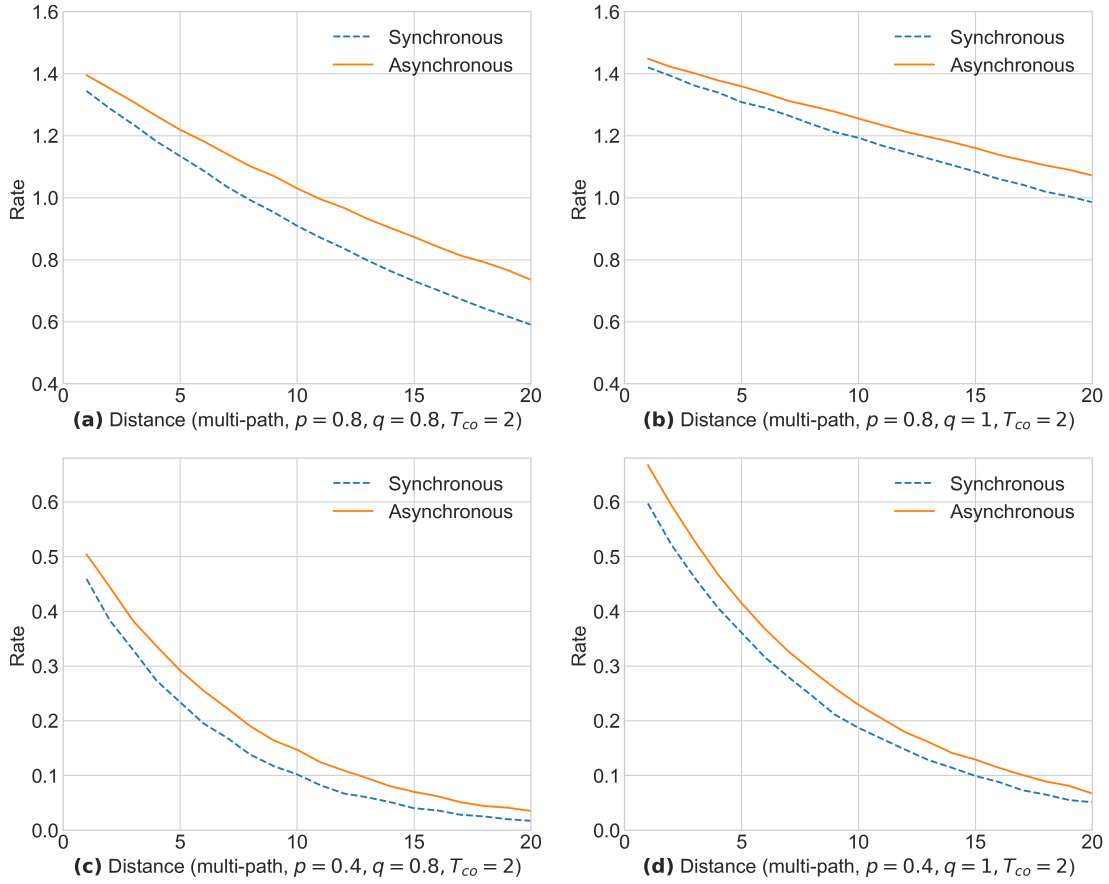 1.6
1.4
1.2
1.0
0.8
0.6
0.4
Rate
Synchronous
Asynchronous
0 5 10 15 20
(a) Distance (multi-path, p = 0.8, q = 0.8, T_co = 2)
1.6
1.4
1.2
1.0
0.8
0.6
0.4
Rate
Synchronous
Asynchronous
0 5 10 15 20
(b) Distance (multi-path, p = 0.8, q = 1, T_co = 2)
0.6
0.5
0.4
0.3
0.2
0.1
0.0
Rate
Synchronous
Asynchronous
0 5 10 15 20
(c) Distance (multi-path, p = 0.4, q = 0.8, T_co = 2)
0.6
0.5
0.4
0.3
0.2
0.1
0.0
Rate
Synchronous
Asynchronous
0 5 10 15 20
(d) Distance (multi-path, p = 0.4, q = 1, T_co = 2)